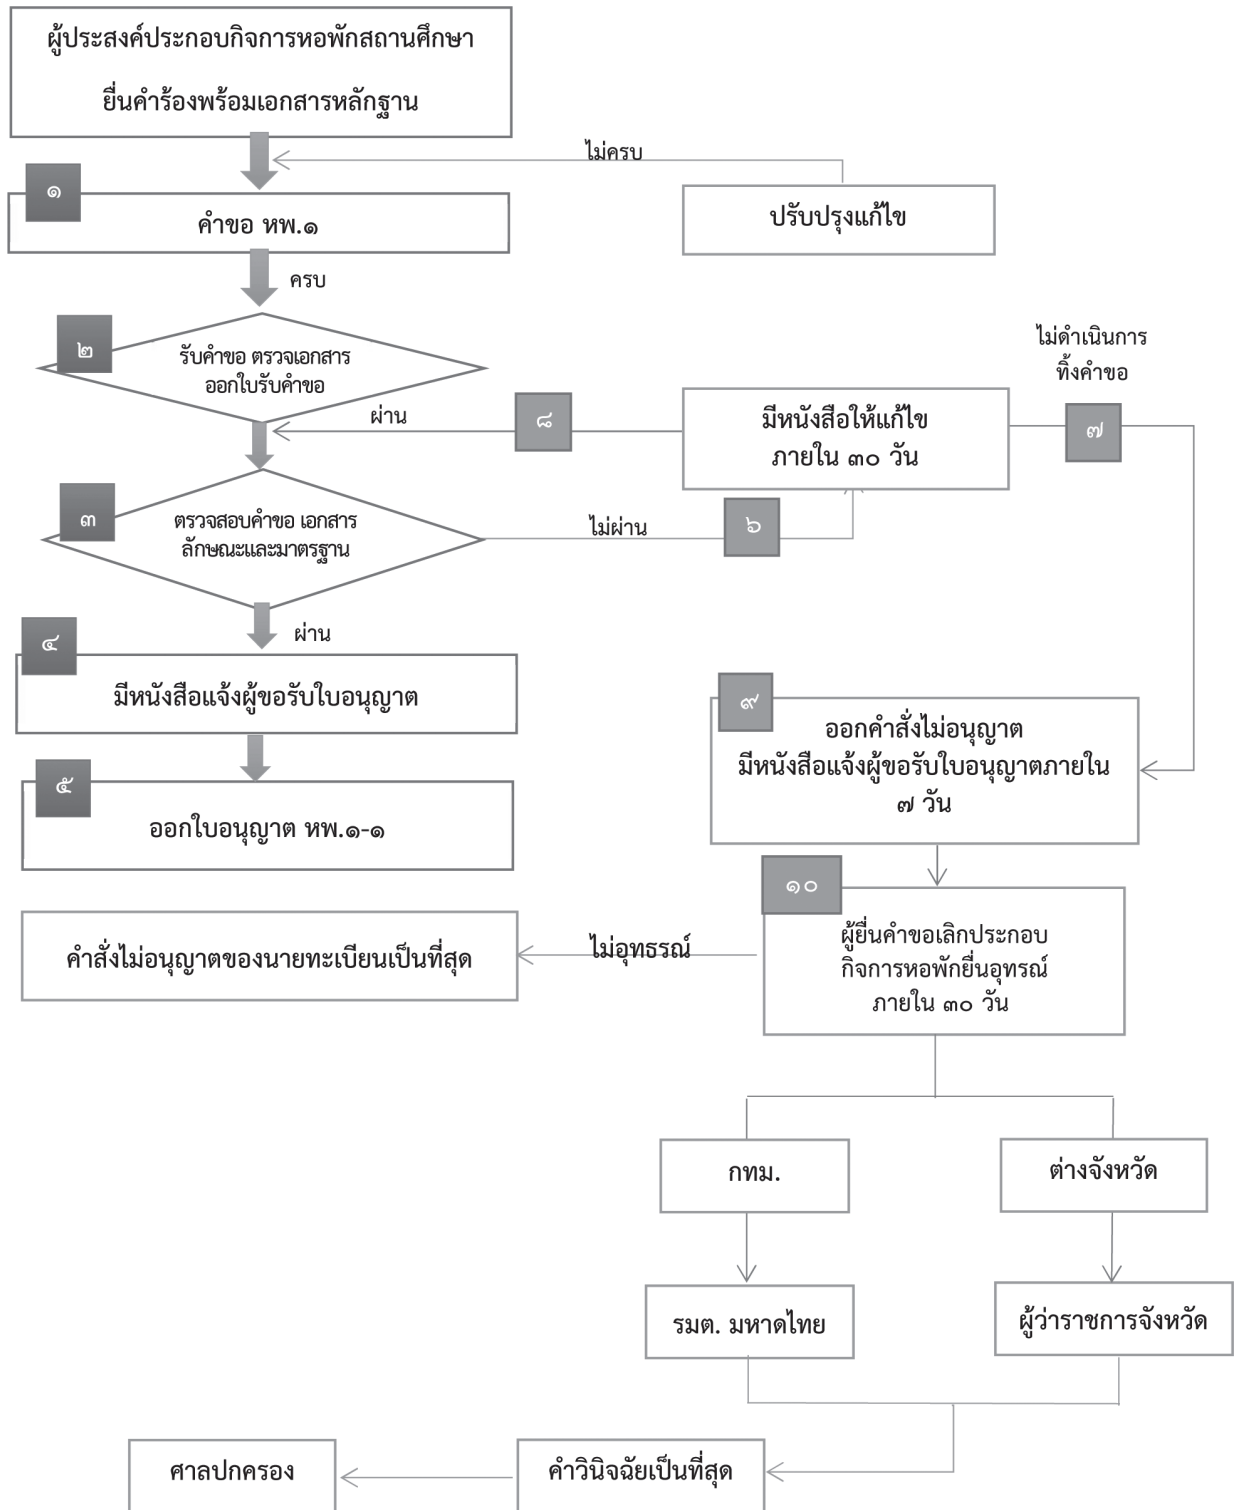 ผู้ประสงค์ประกอบกิจการหอพักสถานศึกษา
ยื่นคำร้องพร้อมเอกสารหลักฐาน
ไม่ครบ
๑
ปรับปรุงแก้ไข
คำขอ หพ.๑
ครบ
๒
รับคำขอ ตรวจเอกสาร
ออกใบรับคำขอ
ไม่ดำเนินการ
ทิ้งคำขอ
ผ่าน
๘
มีหนังสือให้แก้ไข
ภายใน ๓๐ วัน
๗
๓
ตรวจสอบคำขอ เอกสาร
ลักษณะและมาตรฐาน
ไม่ผ่าน
๖
ผ่าน
๔
มีหนังสือแจ้งผู้ขอรับใบอนุญาต
๙
ออกคำสั่งไม่อนุญาต
มีหนังสือแจ้งผู้ขอรับใบอนุญาตภายใน
๗ วัน
๕
ออกใบอนุญาต หพ.๑-๑
๑๐
ผู้ยื่นคำขอเลิกประกอบ
กิจการหอพักยื่นอุทรณ์
ภายใน ๓๐ วัน
ไม่อุทธรณ์
คำสั่งไม่อนุญาตของนายทะเบียนเป็นที่สุด
กทม.
ต่างจังหวัด
รมต. มหาดไทย
ผู้ว่าราชการจังหวัด
ศาลปกครอง
คำวินิจฉัยเป็นที่สุด